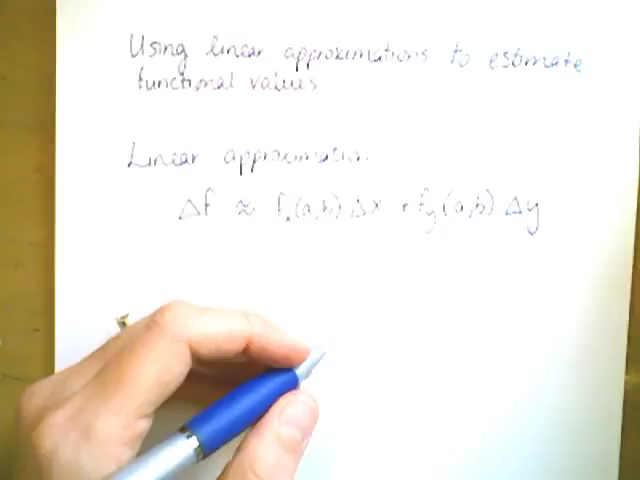 Using linear approximations to estimate
functional values
Linear approximation.
Δf ≈ fx(a,b) Δx + fy(a,b) Δy